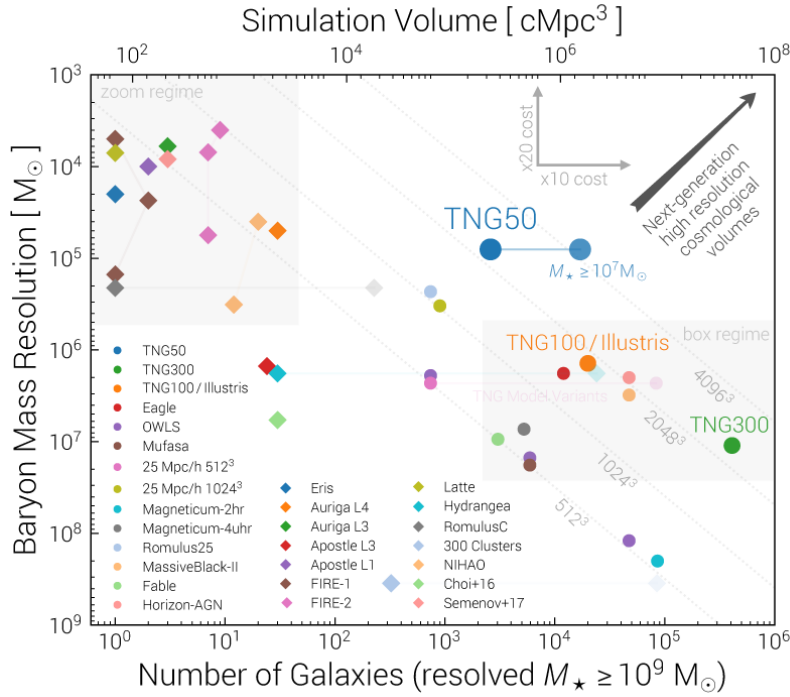 Simulation Volume [ cMpc³ ]
10² 10⁴ 10⁶ 10⁸
10³
10⁴
10⁵
10⁶
10⁷
10⁸
10⁹
Baryon Mass Resolution [ M☉ ]
zoom regime
x20 cost
x10 cost
Next-generation
high resolution
cosmological
volumes
TNG50
M★ ≥ 10⁷ M☉
box regime
TNG100 / Illustris
TNG Model Variants
TNG300
4096³
2048³
1024³
512³
TNG50
TNG300
TNG100 / Illustris
Eagle
OWLS
Mufasa
25 Mpc/h 512³
25 Mpc/h 1024³
Magneticum-2hr
Magneticum-4uhr
Romulus25
MassiveBlack-II
Fable
Horizon-AGN
Eris
Auriga L4
Auriga L3
Apostle L3
Apostle L1
FIRE-1
FIRE-2
Latte
Hydrangea
RomulusC
300 Clusters
NIHAO
Choi+16
Semenov+17
10⁰ 10¹ 10² 10³ 10⁴ 10⁵ 10⁶
Number of Galaxies (resolved M★ ≥ 10⁹ M☉)